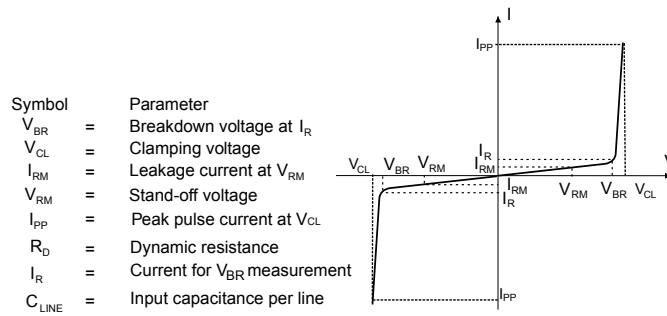 Symbol Parameter
VBR = Breakdown voltage at IR
VCL = Clamping voltage
IRM = Leakage current at VRM
VRM = Stand-off voltage
IPP = Peak pulse current at VCL
RD = Dynamic resistance
IR = Current for VBR measurement
CLINE = Input capacitance per line
I
IPP
IR
IRM
V
VCL VBR VRM
IRM
IR
VRM VBR VCL
IPP